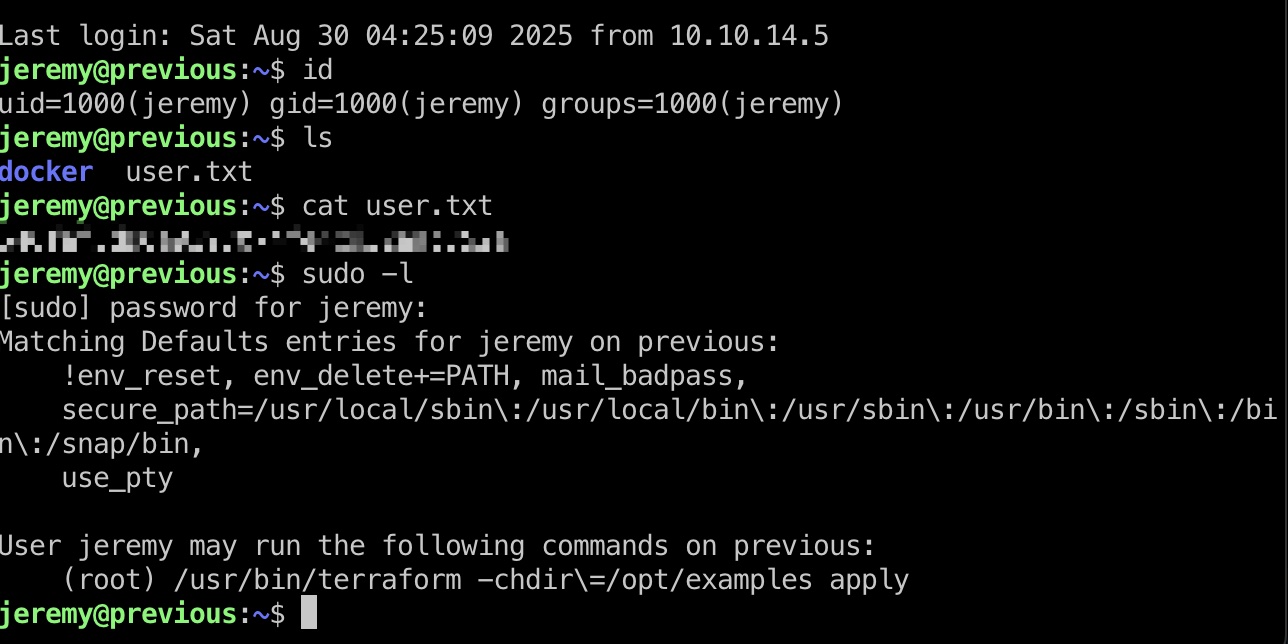 Last login: Sat Aug 30 04:25:09 2025 from 10.10.14.5
jeremy@previous:~$ id
uid=1000(jeremy) gid=1000(jeremy) groups=1000(jeremy)
jeremy@previous:~$ ls
docker  user.txt
jeremy@previous:~$ cat user.txt
jeremy@previous:~$ sudo -l
[sudo] password for jeremy:
Matching Defaults entries for jeremy on previous:
    !env_reset, env_delete+=PATH, mail_badpass,
    secure_path=/usr/local/sbin\:/usr/local/bin\:/usr/sbin\:/usr/bin\:/sbin\:/bi
n\:/snap/bin,
    use_pty
User jeremy may run the following commands on previous:
    (root) /usr/bin/terraform -chdir\=/opt/examples apply
jeremy@previous:~$